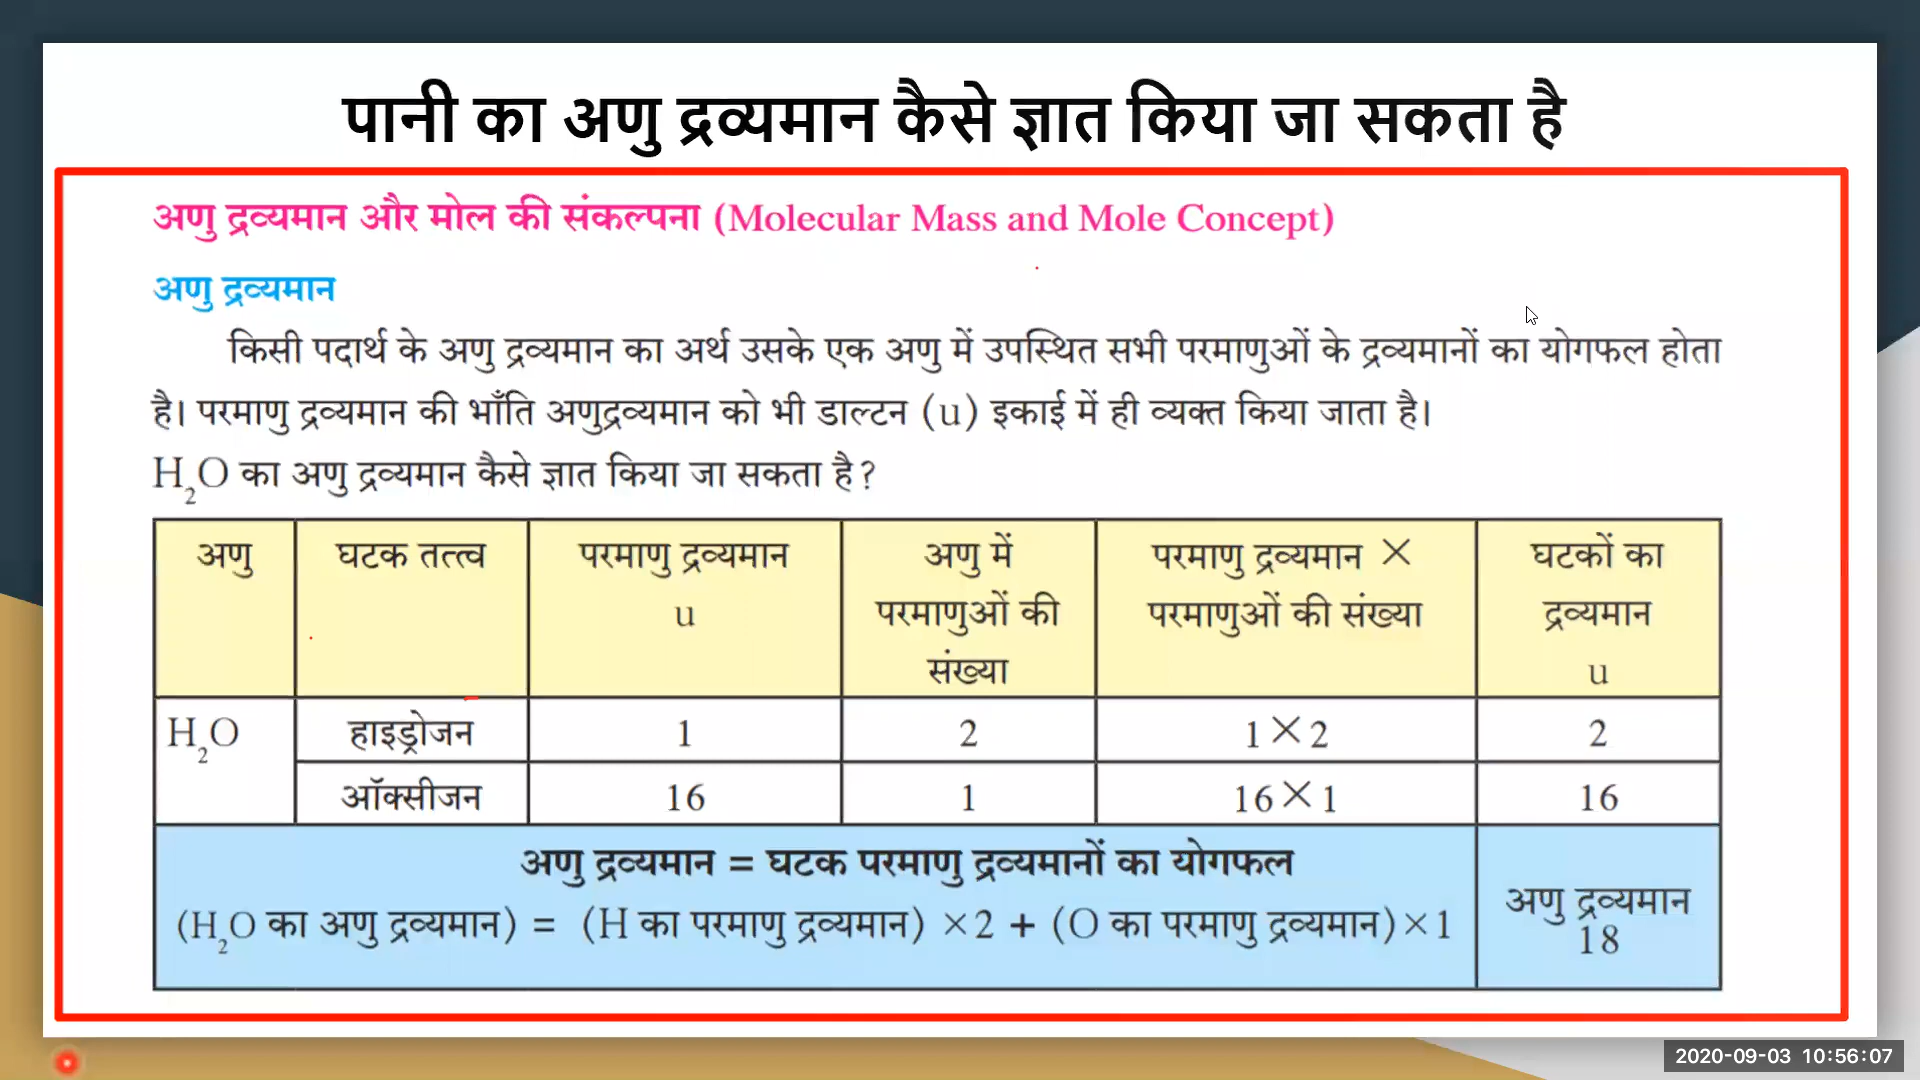 पानी का अणु द्रव्यमान कैसे ज्ञात किया जा सकता है
अणु द्रव्यमान और मोल की संकल्पना (Molecular Mass and Mole Concept)
अणु द्रव्यमान
किसी पदार्थ के अणु द्रव्यमान का अर्थ उसके एक अणु में उपस्थित सभी परमाणुओं के द्रव्यमानों का योगफल होता
है। परमाणु द्रव्यमान की भाँति अणुद्रव्यमान को भी डाल्टन (u) इकाई में ही व्यक्त किया जाता है।
H₂O का अणु द्रव्यमान कैसे ज्ञात किया जा सकता है?
अणु
घटक तत्त्व
परमाणु द्रव्यमान
u
अणु में
परमाणुओं की
संख्या
परमाणु द्रव्यमान ×
परमाणुओं की संख्या
घटकों का
द्रव्यमान
u
H₂O
हाइड्रोजन
1
2
1×2
2
ऑक्सीजन
16
1
16×1
16
अणु द्रव्यमान = घटक परमाणु द्रव्यमानों का योगफल
(H₂O का अणु द्रव्यमान) = (H का परमाणु द्रव्यमान) ×2 + (O का परमाणु द्रव्यमान)×1
अणु द्रव्यमान
18
2020-09-03 10:56:07